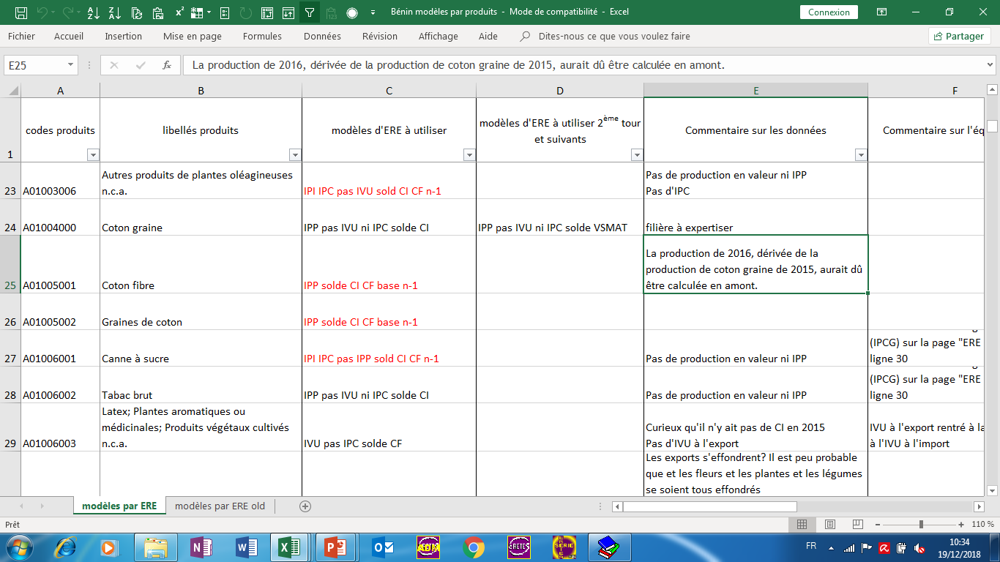 Bénin modèles par produits - Mode de compatibilité - Excel
Connexion
Fichier Accueil Insertion Mise en page Formules Données Révision Affichage Aide Dites-nous ce que vous voulez faire Partager
E25 fx La production de 2016, dérivée de la production de coton graine de 2015, aurait dû être calculée en amont.
A B C D E F
1 codes produits libellés produits modèles d'ERE à utiliser modèles d'ERE à utiliser 2ème tour et suivants Commentaire sur les données Commentaire sur l'éq
23 A01003006 Autres produits de plantes oléagineuses n.c.a. IPI IPC pas IVU sold CI CF n-1 Pas de production en valeur ni IPP
Pas d'IPC
24 A01004000 Coton graine IPP pas IVU ni IPC solde CI IPP pas IVU ni IPC solde VSMAT filière à expertiser
25 A01005001 Coton fibre IPP solde CI CF base n-1 La production de 2016, dérivée de la
production de coton graine de 2015, aurait dû
être calculée en amont.
26 A01005002 Graines de coton IPP solde CI CF base n-1
27 A01006001 Canne à sucre IPI IPC pas IPP sold CI CF n-1 Pas de production en valeur ni IPP (IPCG) sur la page "ERE
ligne 30
28 A01006002 Tabac brut IPP pas IVU ni IPC solde CI Pas de production en valeur ni IPP (IPCG) sur la page "ERE
ligne 30
29 A01006003 Latex; Plantes aromatiques ou
médicinales; Produits végétaux cultivés
n.c.a. IVU pas IPC solde CF Curieux qu'il n'y ait pas de CI en 2015
Pas d'IVU à l'export IVU à l'export rentré à la
à l'IVU à l'import
Les exports s'effondrent? Il est peu probable
que et les fleurs et les plantes et les légumes
se soient tous effondrés
modèles par ERE modèles par ERE old
Prêt 110 %
FR 10:34
19/12/2018